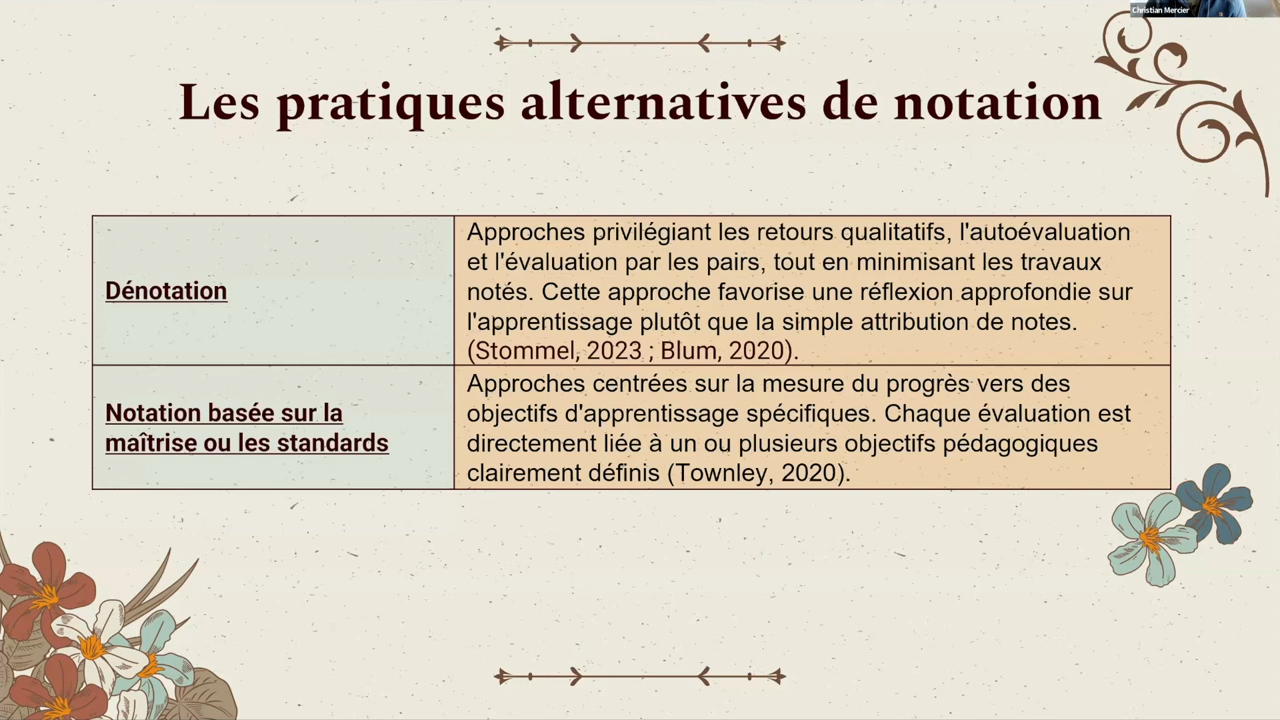 Christian Mercier
Les pratiques alternatives de notation
Dénotation
Approches privilégiant les retours qualitatifs, l'autoévaluation
et l'évaluation par les pairs, tout en minimisant les travaux
notés. Cette approche favorise une réflexion approfondie sur
l'apprentissage plutôt que la simple attribution de notes.
(Stommel, 2023 ; Blum, 2020).
Notation basée sur la
maîtrise ou les standards
Approches centrées sur la mesure du progrès vers des
objectifs d'apprentissage spécifiques. Chaque évaluation est
directement liée à un ou plusieurs objectifs pédagogiques
clairement définis (Townley, 2020).